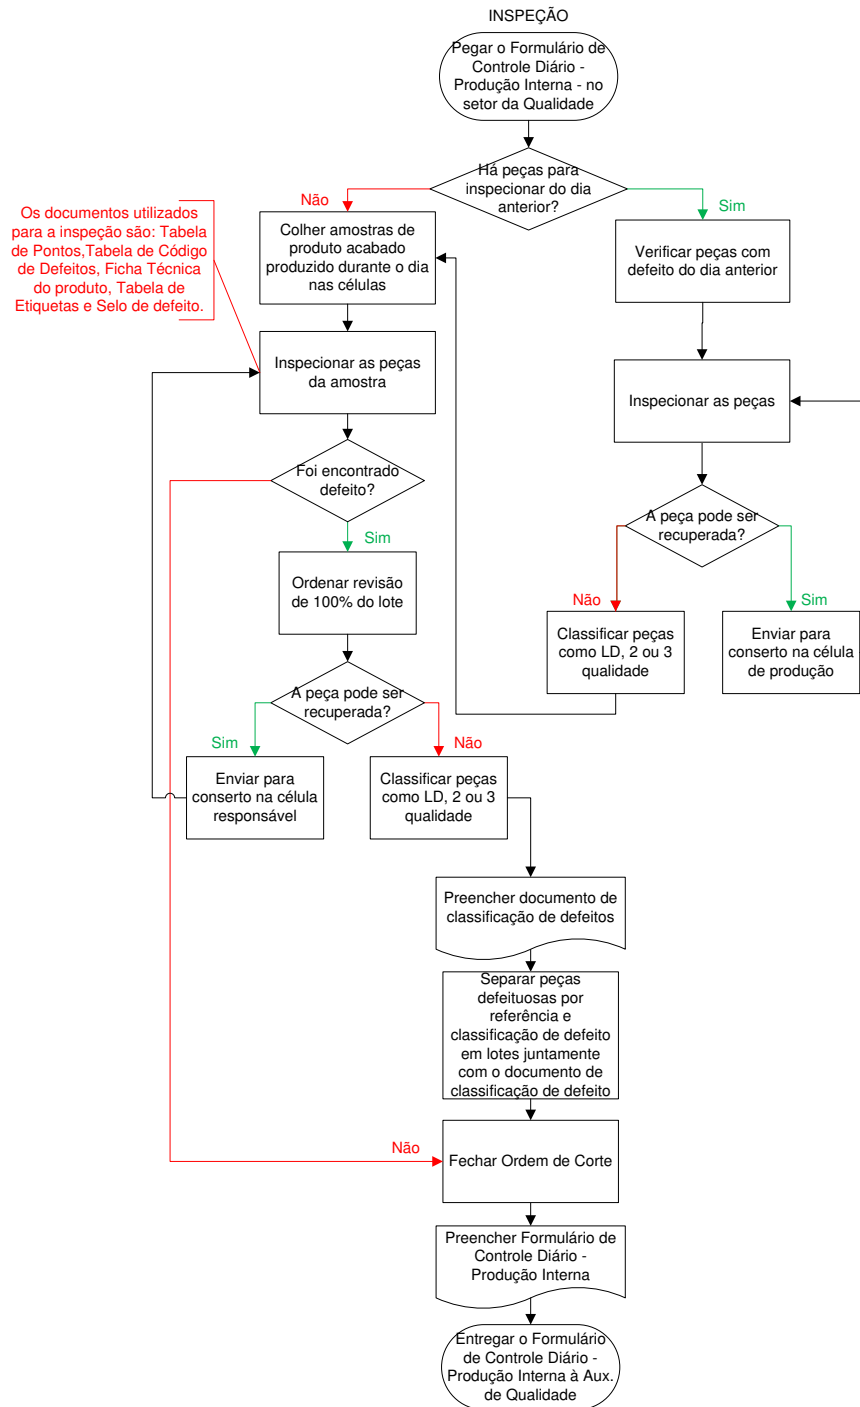 INSPEÇÃO
Pegar o Formulário de
Controle Diário -
Produção Interna - no
setor da Qualidade
Há peças para
inspecionar do dia
anterior?
Não
Sim
Os documentos utilizados
para a inspeção são: Tabela
de Pontos,Tabela de Código
de Defeitos, Ficha Técnica
do produto, Tabela de
Etiquetas e Selo de defeito.
Colher amostras de
produto acabado
produzido durante o dia
nas células
Verificar peças com
defeito do dia anterior
Inspecionar as peças
da amostra
Inspecionar as peças
Foi encontrado
defeito?
A peça pode ser
recuperada?
Sim
Ordenar revisão
de 100% do lote
Não
Sim
Classificar peças
como LD, 2 ou 3
qualidade
Enviar para
conserto na célula
de produção
A peça pode ser
recuperada?
Sim
Não
Enviar para
conserto na célula
responsável
Classificar peças
como LD, 2 ou 3
qualidade
Preencher documento de
classificação de defeitos
Separar peças
defeituosas por
referência e
classificação de defeito
em lotes juntamente
com o documento de
classificação de defeito
Não
Fechar Ordem de Corte
Preencher Formulário de
Controle Diário -
Produção Interna
Entregar o Formulário
de Controle Diário -
Produção Interna à Aux.
de Qualidade